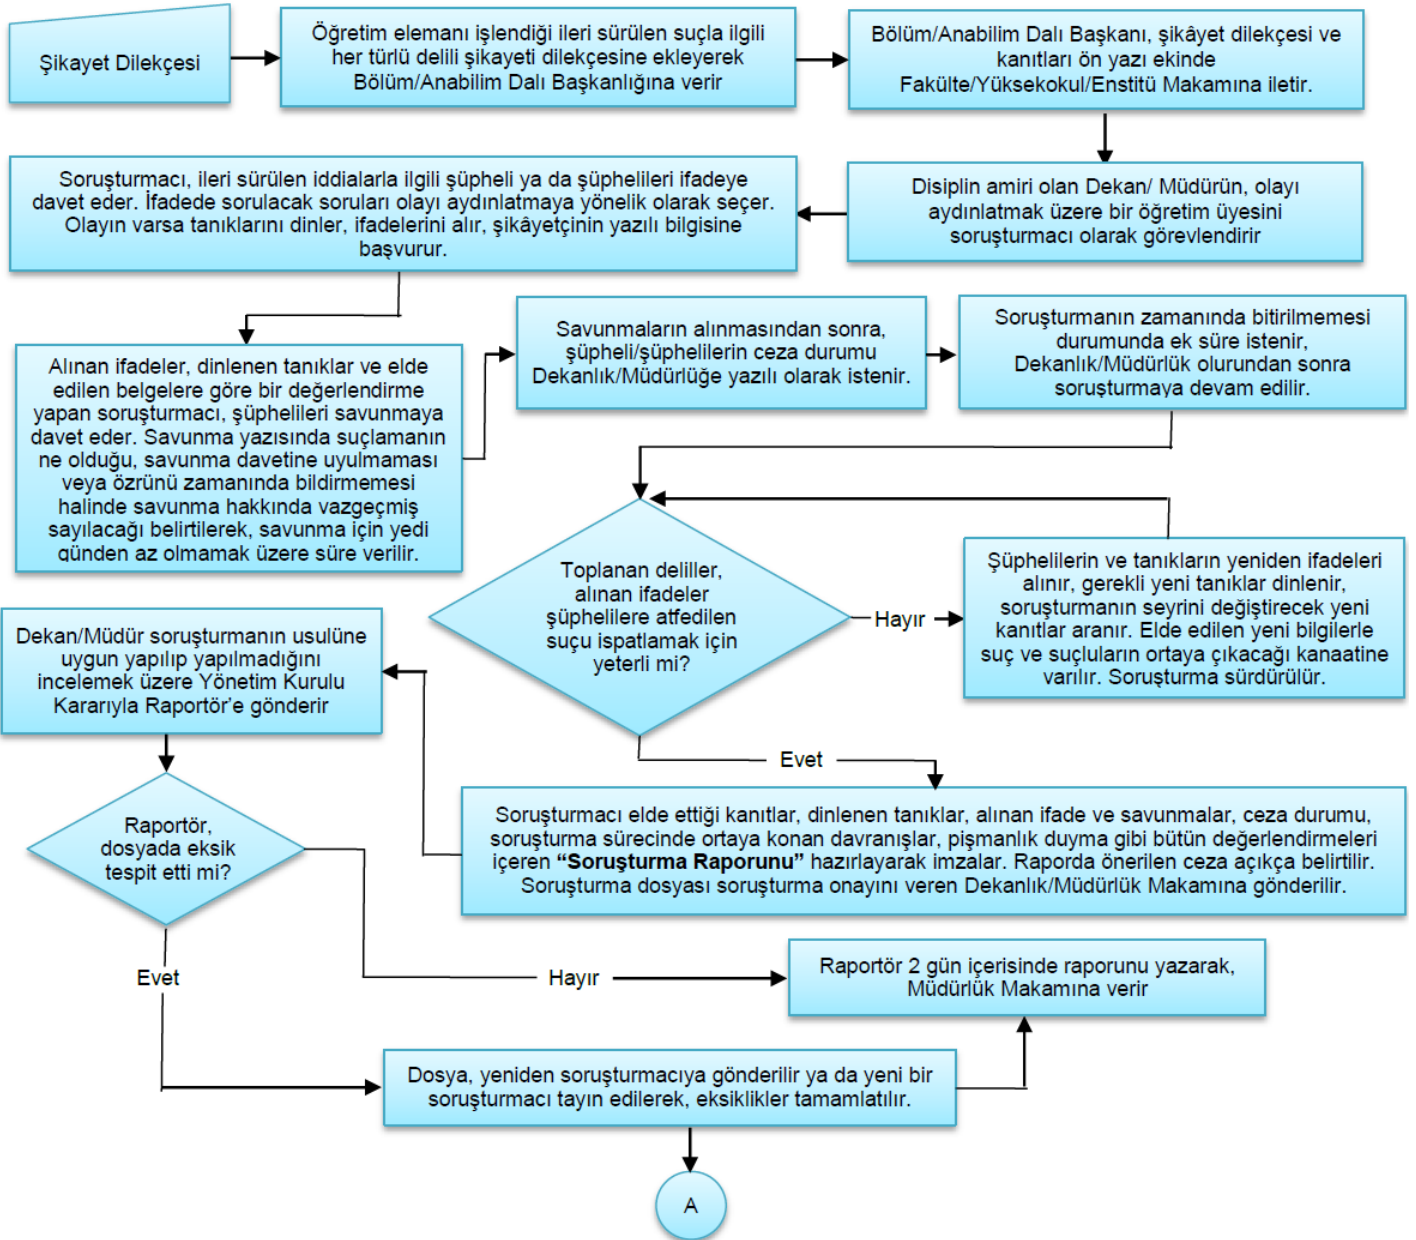 Şikayet Dilekçesi
Öğretim elemanı işlendiği ileri sürülen suçla ilgili
her türlü delili şikayeti dilekçesine ekleyerek
Bölüm/Anabilim Dalı Başkanlığına verir
Bölüm/Anabilim Dalı Başkanı, şikâyet dilekçesi ve
kanıtları ön yazı ekinde
Fakülte/Yüksekokul/Enstitü Makamına iletir.
Disiplin amiri olan Dekan/ Müdürün, olayı
aydınlatmak üzere bir öğretim üyesini
soruşturmacı olarak görevlendirir
Soruşturmacı, ileri sürülen iddialarla ilgili şüpheli ya da şüphelileri ifadeye
davet eder. İfadede sorulacak soruları olayı aydınlatmaya yönelik olarak seçer.
Olayın varsa tanıklarını dinler, ifadelerini alır, şikâyetçinin yazılı bilgisine
başvurur.
Alınan ifadeler, dinlenen tanıklar ve elde
edilen belgelere göre bir değerlendirme
yapan soruşturmacı, şüphelileri savunmaya
davet eder. Savunma yazısında suçlamanın
ne olduğu, savunma davetine uyulmaması
veya özrünü zamanında bildirmemesi
halinde savunma hakkında vazgeçmiş
sayılacağı belirtilerek, savunma için yedi
günden az olmamak üzere süre verilir.
Savunmaların alınmasından sonra,
şüpheli/şüphelilerin ceza durumu
Dekanlık/Müdürlüğe yazılı olarak istenir.
Soruşturmanın zamanında bitirilmemesi
durumunda ek süre istenir,
Dekanlık/Müdürlük olurundan sonra
soruşturmaya devam edilir.
Toplanan deliller,
alınan ifadeler
şüphelilere atfedilen
suçu ispatlamak için
yeterli mi?
Hayır
Şüphelilerin ve tanıkların yeniden ifadeleri
alınır, gerekli yeni tanıklar dinlenir,
soruşturmanın seyrini değiştirecek yeni
kanıtlar aranır. Elde edilen yeni bilgilerle
suç ve suçluların ortaya çıkacağı kanaatine
varılır. Soruşturma sürdürülür.
Evet
Soruşturmacı elde ettiği kanıtlar, dinlenen tanıklar, alınan ifade ve savunmalar, ceza durumu,
soruşturma sürecinde ortaya konan davranışlar, pişmanlık duyma gibi bütün değerlendirmeleri
içeren “Soruşturma Raporunu” hazırlayarak imzalar. Raporda önerilen ceza açıkça belirtilir.
Soruşturma dosyası soruşturma onayını veren Dekanlık/Müdürlük Makamına gönderilir.
Dekan/Müdür soruşturmanın usulüne
uygun yapılıp yapılmadığını
incelemek üzere Yönetim Kurulu
Kararıyla Raportör’e gönderir
Raportör,
dosyada eksik
tespit etti mi?
Evet
Hayır
Raportör 2 gün içerisinde raporunu yazarak,
Müdürlük Makamına verir
Dosya, yeniden soruşturmacıya gönderilir ya da yeni bir
soruşturmacı tayin edilerek, eksiklikler tamamlatılır.
A